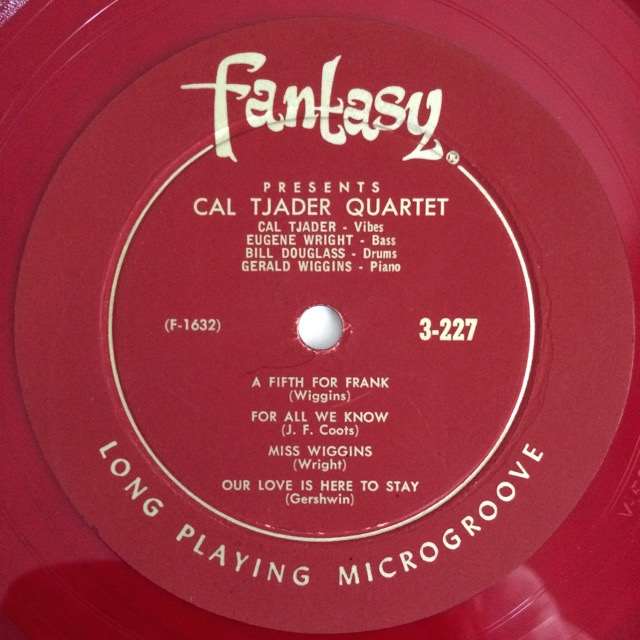 fantasy®
PRESENTS
CAL TJADER QUARTET
CAL TJADER - Vibes
EUGENE WRIGHT - Bass
BILL DOUGLASS - Drums
GERALD WIGGINS - Piano
(F-1632)
3-227
A FIFTH FOR FRANK
(Wiggins)
FOR ALL WE KNOW
(J. F. Coots)
MISS WIGGINS
(Wright)
OUR LOVE IS HERE TO STAY
(Gershwin)
LONG PLAYING MICROGROOVE